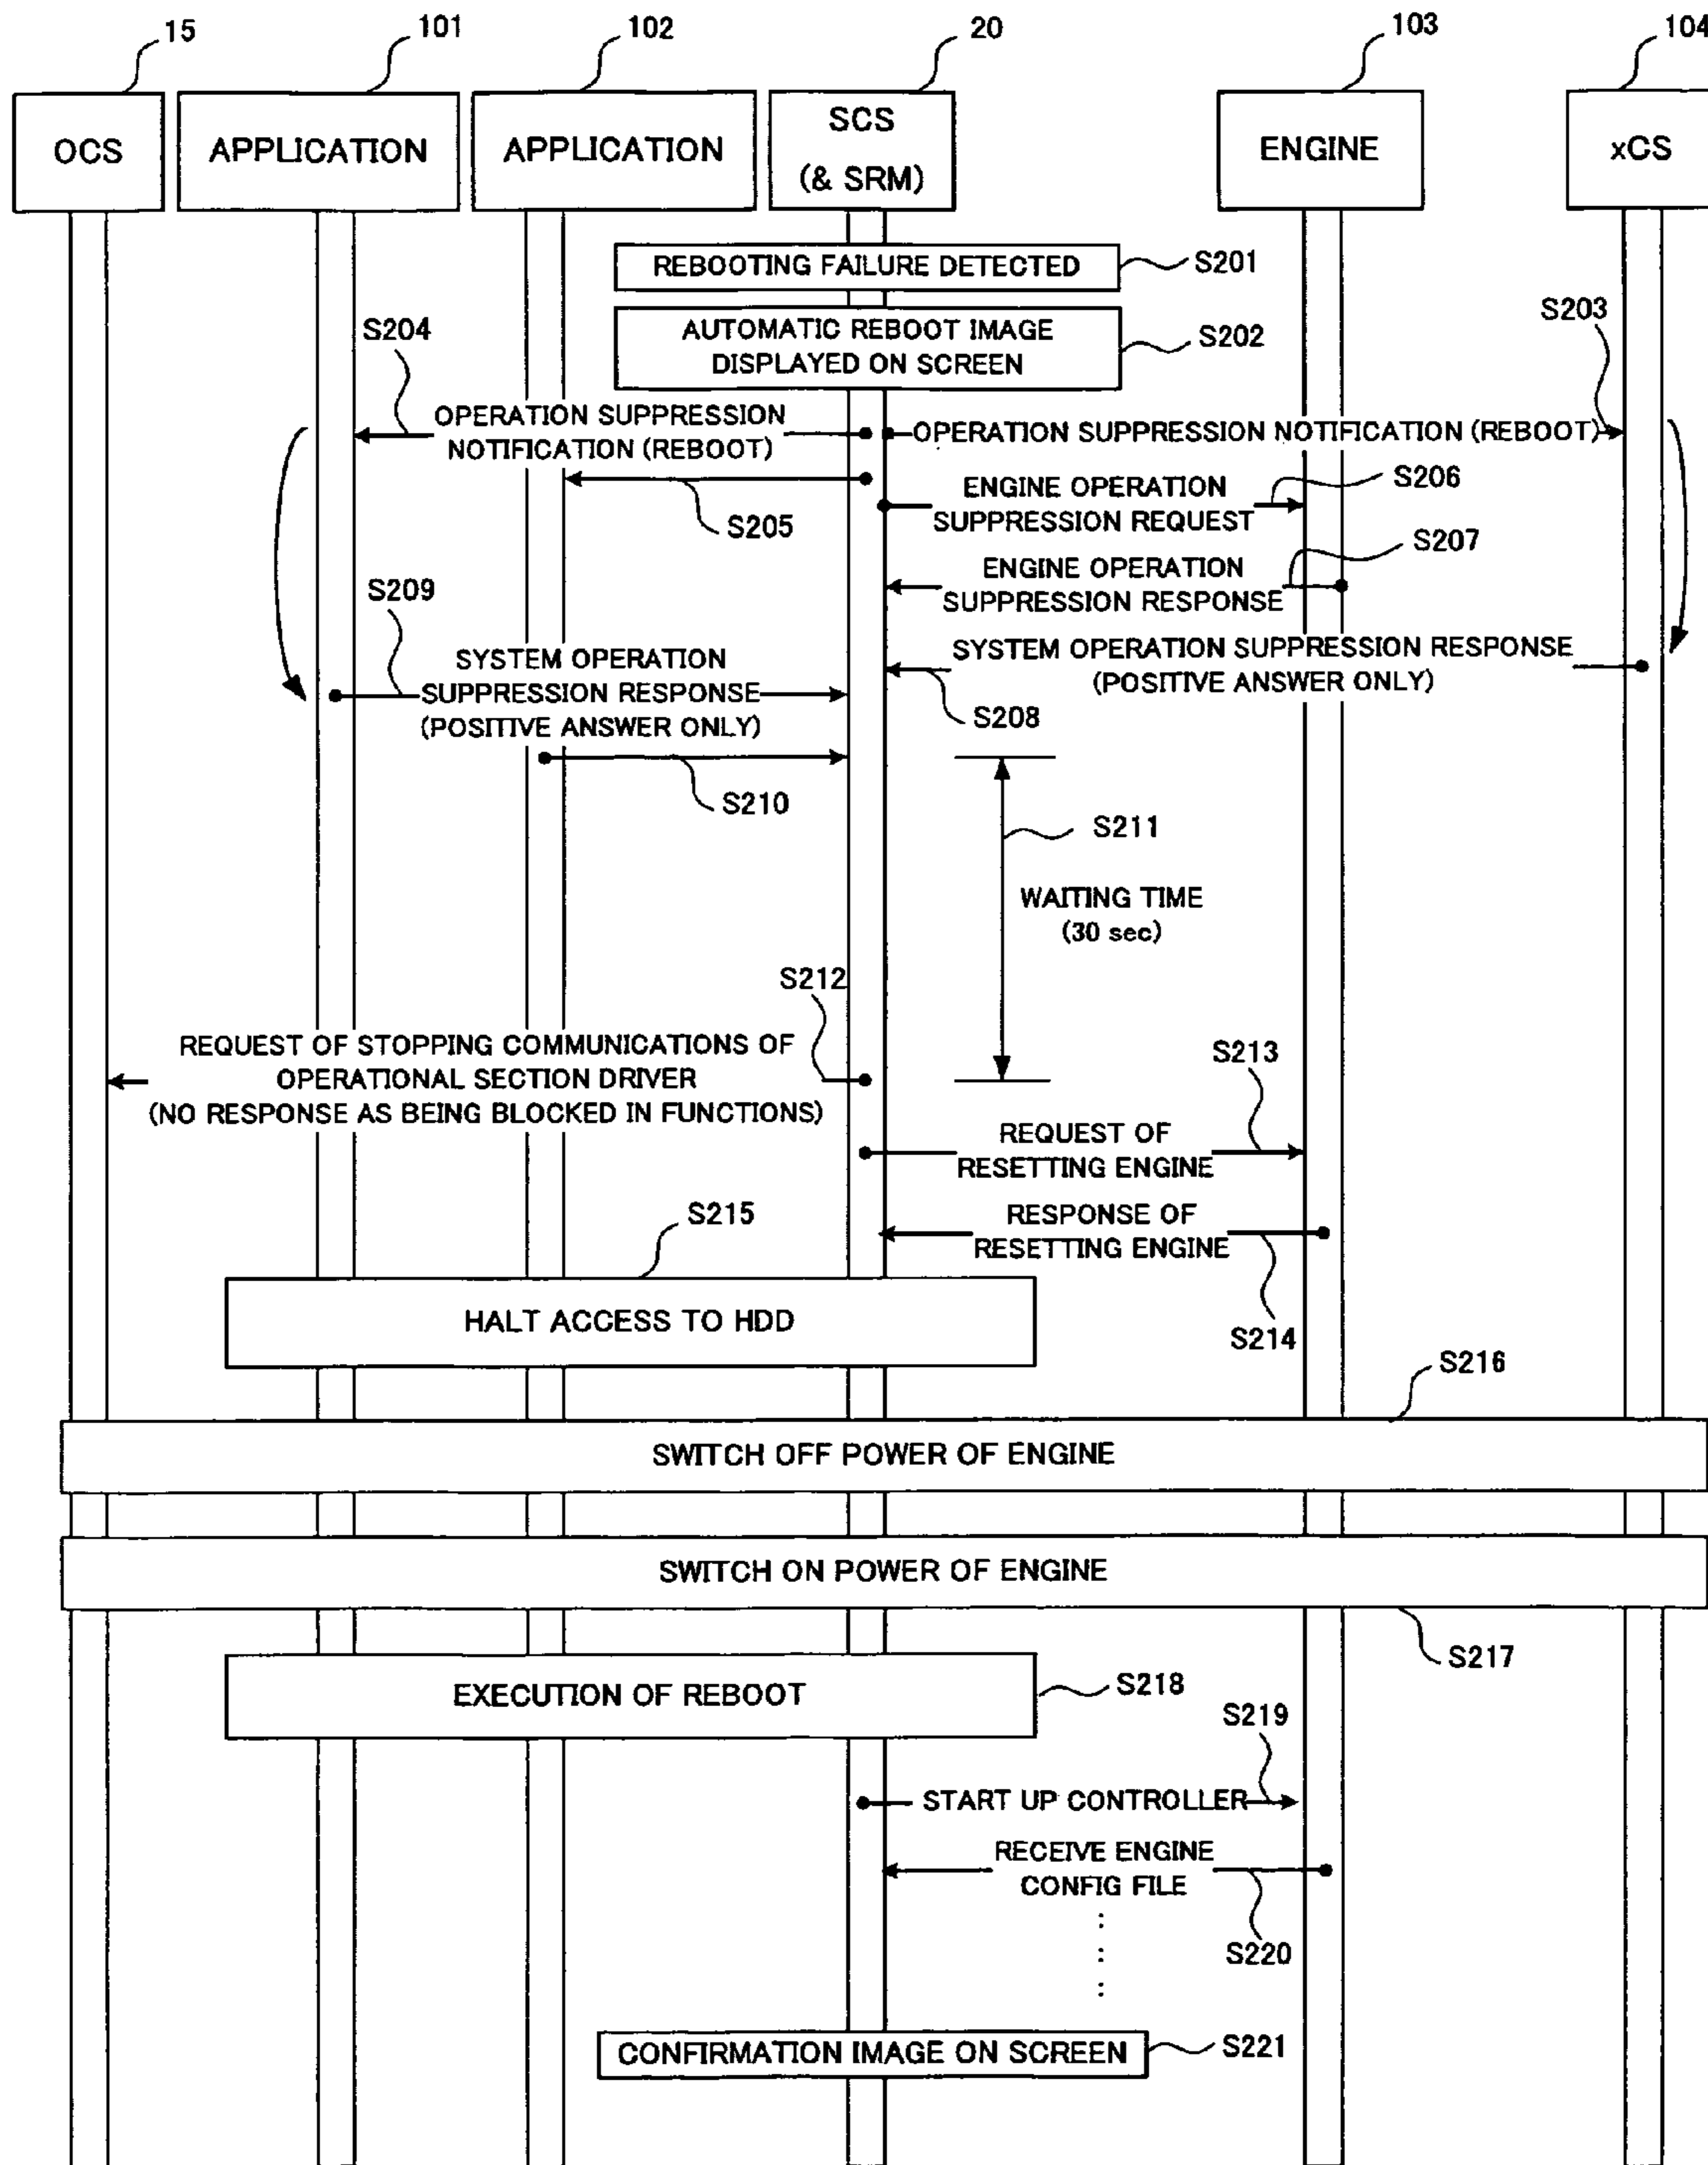 15
101
102
20
103
104
OCS
APPLICATION
APPLICATION
SCS
(& SRM)
ENGINE
xCS
REBOOTING FAILURE DETECTED
S201
AUTOMATIC REBOOT IMAGE
DISPLAYED ON SCREEN
S202
S203
S204
OPERATION SUPPRESSION
NOTIFICATION (REBOOT)
OPERATION SUPPRESSION NOTIFICATION (REBOOT)
S205
ENGINE OPERATION
SUPPRESSION REQUEST
S206
S207
ENGINE OPERATION
SUPPRESSION RESPONSE
S209
SYSTEM OPERATION
SUPPRESSION RESPONSE
(POSITIVE ANSWER ONLY)
SYSTEM OPERATION SUPPRESSION RESPONSE
(POSITIVE ANSWER ONLY)
S208
S210
S211
WAITING TIME
(30 sec)
S212
REQUEST OF STOPPING COMMUNICATIONS OF
OPERATIONAL SECTION DRIVER
(NO RESPONSE AS BEING BLOCKED IN FUNCTIONS)
S213
REQUEST OF
RESETTING ENGINE
RESPONSE OF
RESETTING ENGINE
S214
S215
HALT ACCESS TO HDD
S216
SWITCH OFF POWER OF ENGINE
SWITCH ON POWER OF ENGINE
S217
EXECUTION OF REBOOT
S218
S219
START UP CONTROLLER
RECEIVE ENGINE
CONFIG FILE
S220
CONFIRMATION IMAGE ON SCREEN
S221